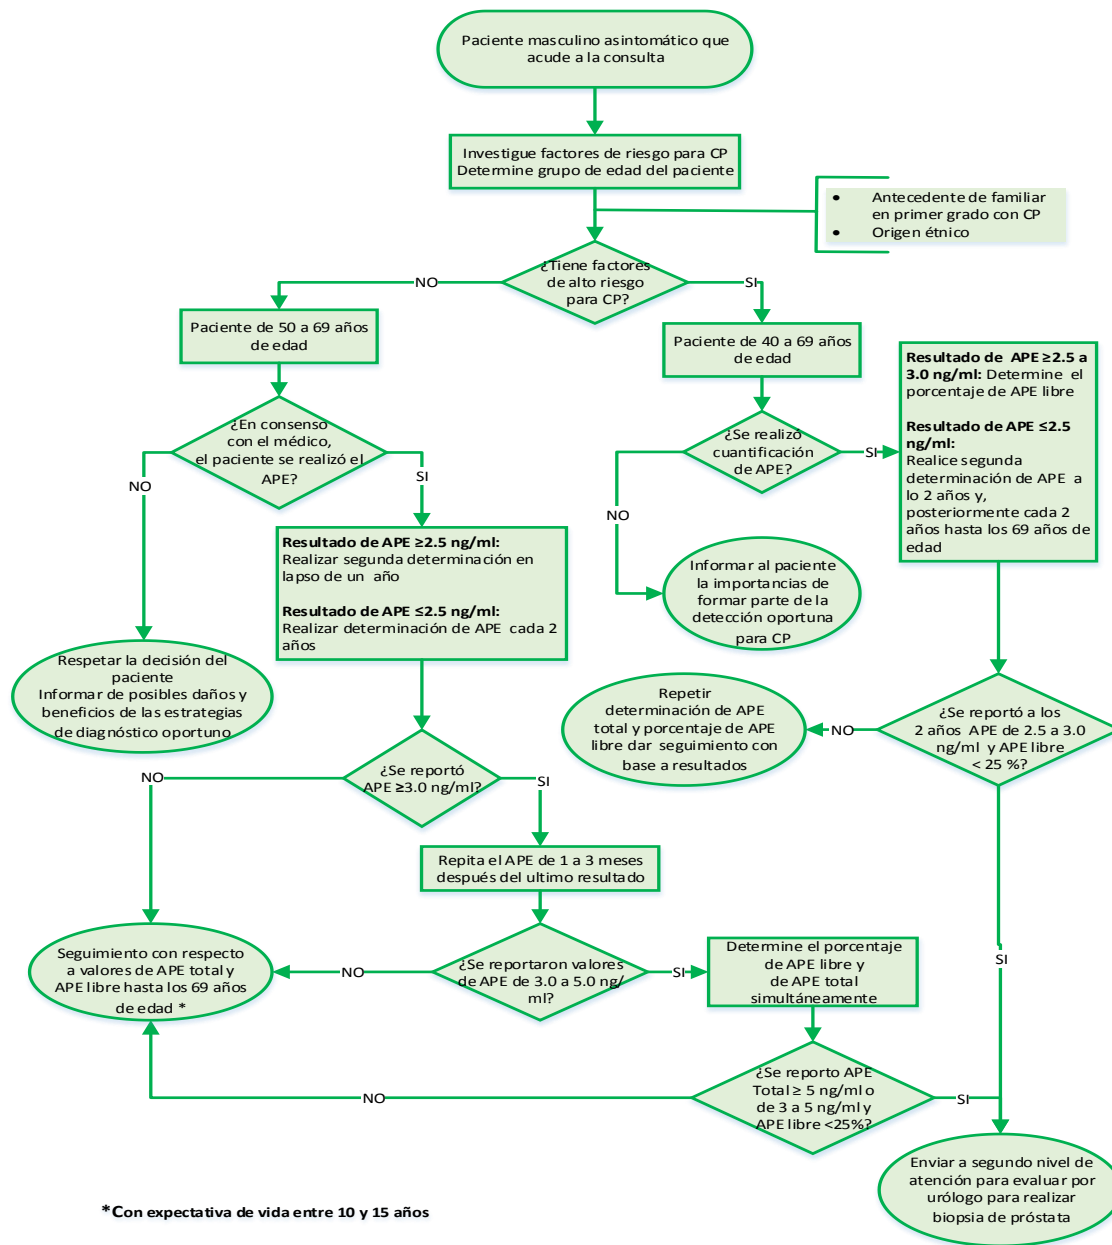 Paciente masculino asintomático que
acude a la consulta
Investigue factores de riesgo para CP
Determine grupo de edad del paciente
• Antecedente de familiar
en primer grado con CP
• Origen étnico
¿Tiene factores
de alto riesgo
para CP?
NO
SI
Paciente de 50 a 69 años
de edad
Paciente de 40 a 69 años
de edad
Resultado de APE ≥2.5 a
3.0 ng/ml: Determine el
porcentaje de APE libre
Resultado de APE ≤2.5
ng/ml:
Realice segunda
determinación de APE a
lo 2 años y,
posteriormente cada 2
años hasta los 69 años de
edad
¿En consenso
con el médico,
el paciente se realizó el
APE?
¿Se realizó
cuantificación
de APE?
SI
NO
SI
NO
Resultado de APE ≥2.5 ng/ml:
Realizar segunda determinación en
lapso de un año
Resultado de APE ≤2.5 ng/ml:
Realizar determinación de APE cada 2
años
Informar al paciente
la importancias de
formar parte de la
detección oportuna
para CP
Respetar la decisión del
paciente
Informar de posibles daños y
beneficios de las estrategias
de diagnóstico oportuno
Repetir
determinación de APE
total y porcentaje de APE
libre dar seguimiento con
base a resultados
NO
¿Se reportó a los
2 años APE de 2.5 a 3.0
ng/ml y APE libre
< 25 %?
¿Se reportó
APE ≥3.0 ng/ml?
NO
SI
Repita el APE de 1 a 3 meses
después del ultimo resultado
Seguimiento con respecto
a valores de APE total y
APE libre hasta los 69 años
de edad *
NO
¿Se reportaron valores
de APE de 3.0 a 5.0 ng/
ml?
SI
Determine el porcentaje
de APE libre y
de APE total
simultáneamente
SI
¿Se reporto APE
Total ≥ 5 ng/ml o
de 3 a 5 ng/ml y
APE libre <25%?
NO
SI
Enviar a segundo nivel de
atención para evaluar por
urólogo para realizar
biopsia de próstata
*Con expectativa de vida entre 10 y 15 años